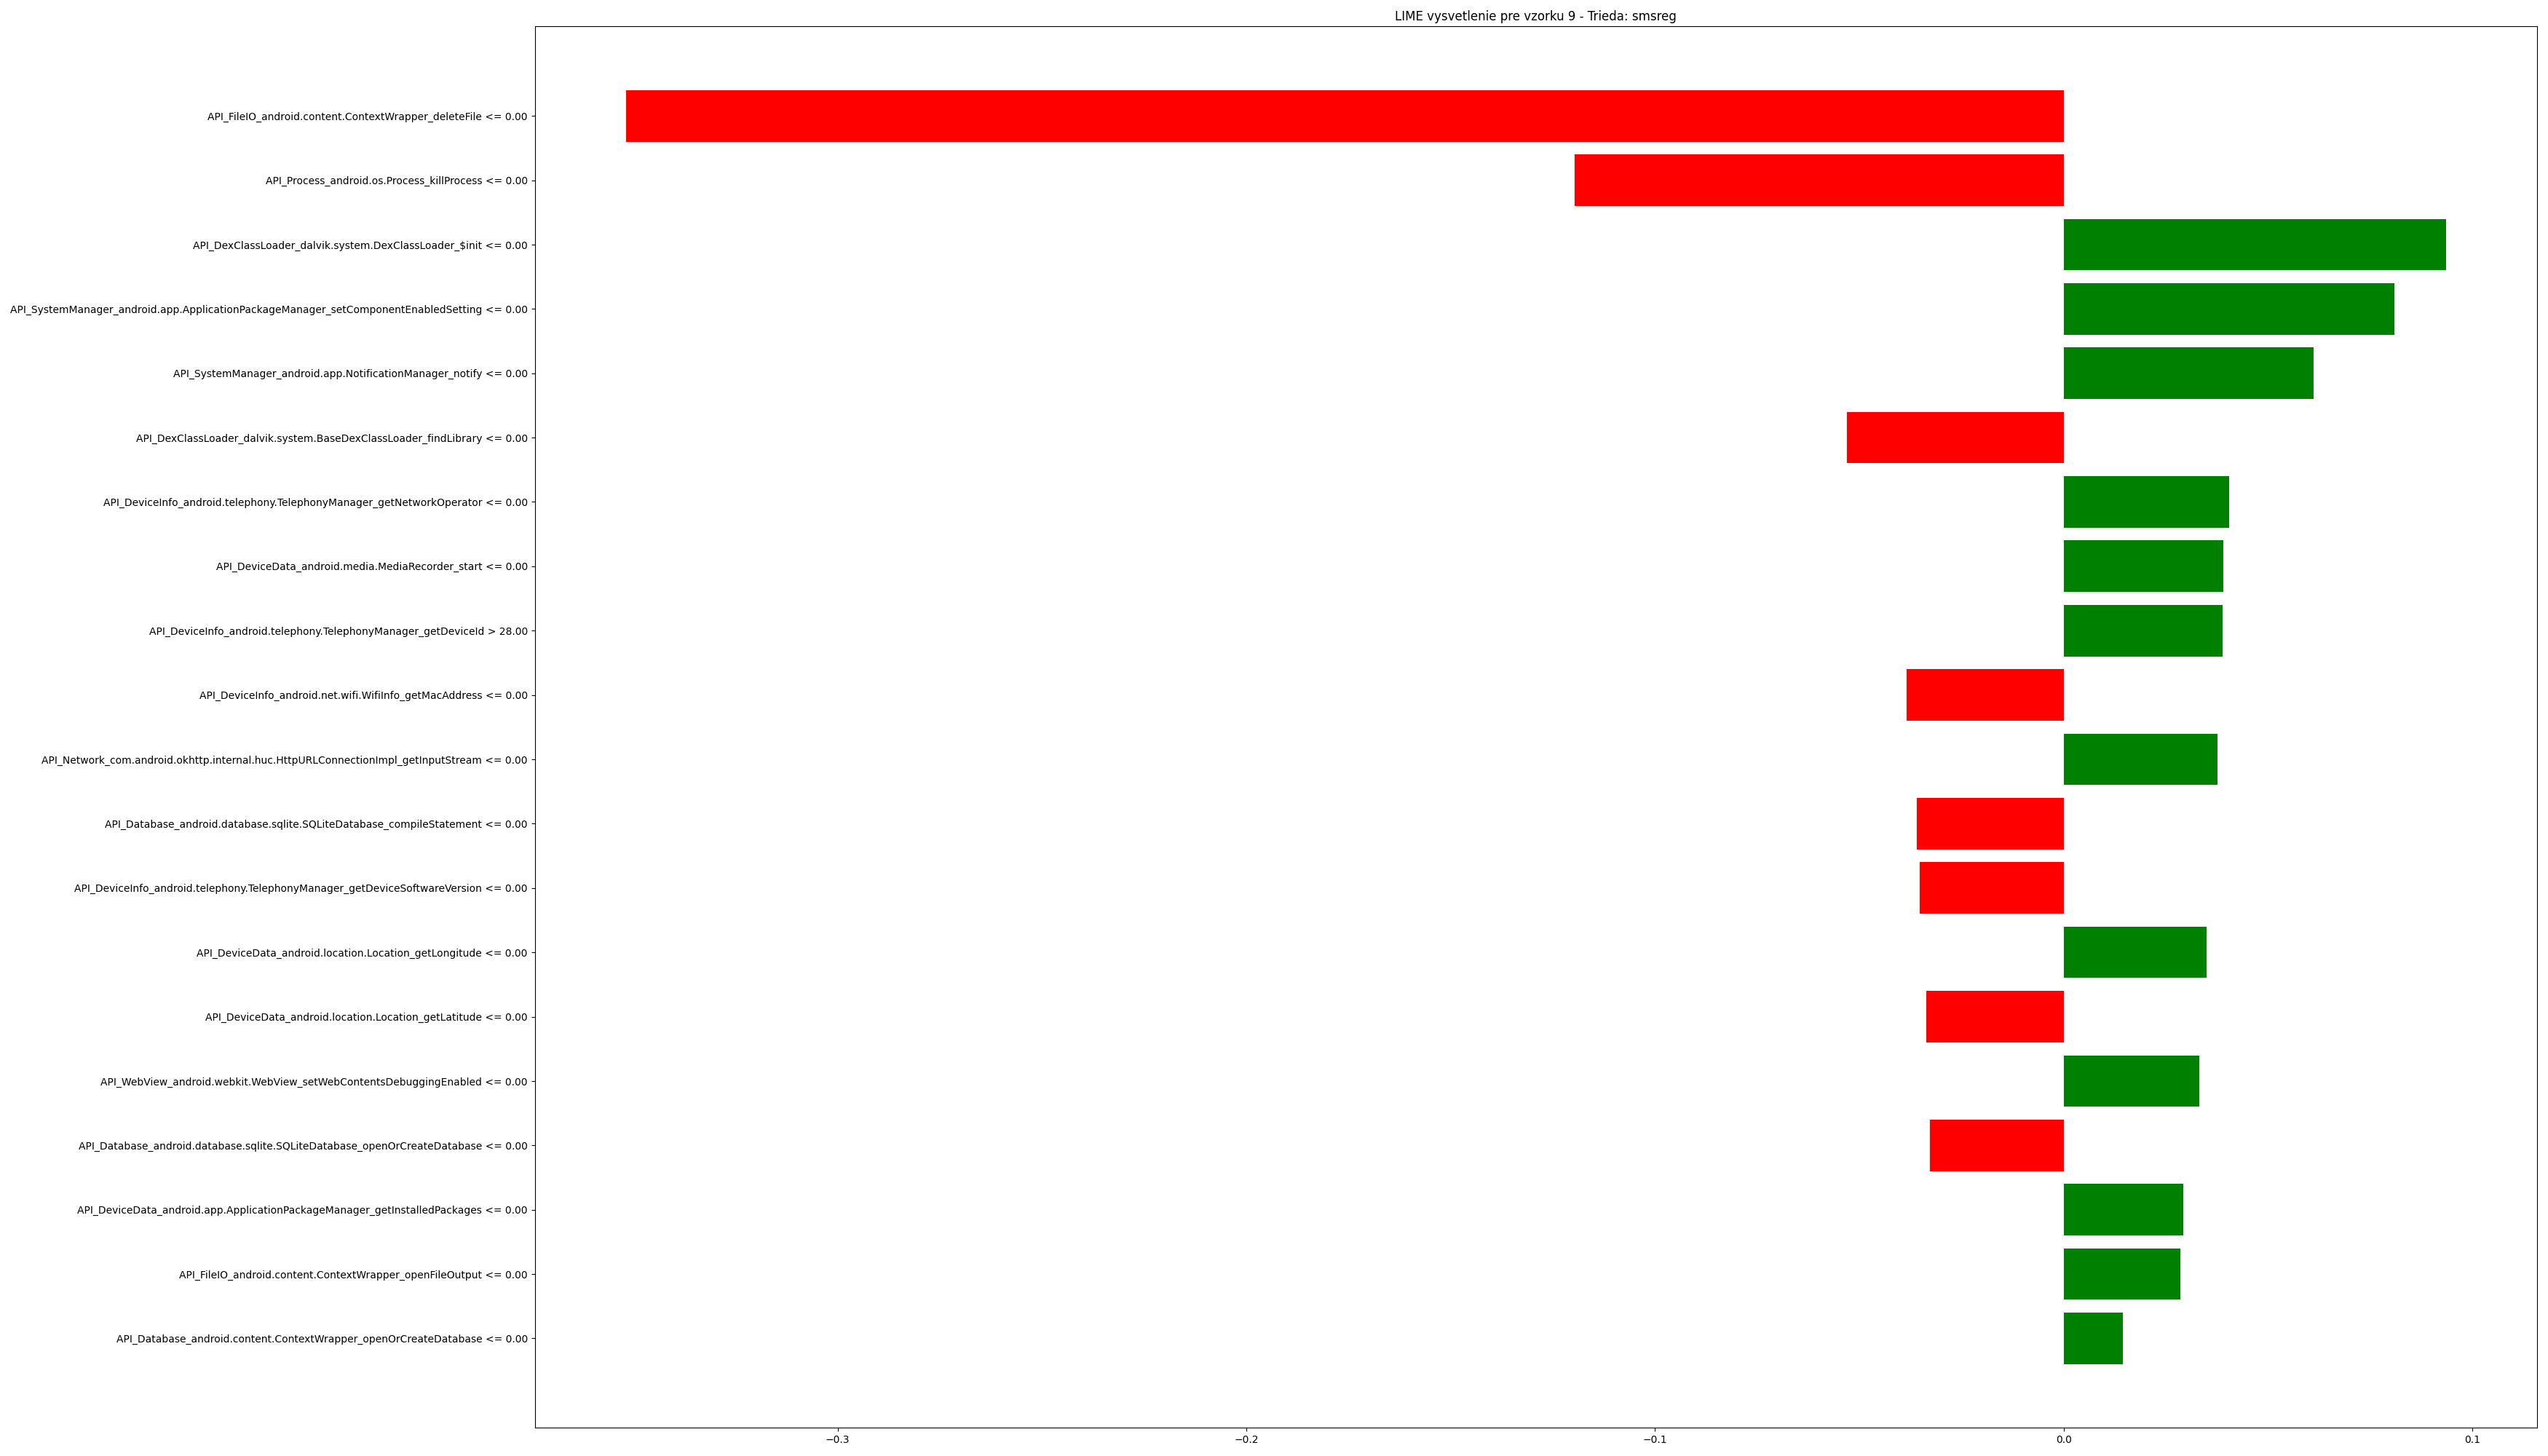 LIME vysvetlenie pre vzorku 9 - Trieda: smsreg
API_FileIO_android.content.ContextWrapper_deleteFile <= 0.00
API_Process_android.os.Process_killProcess <= 0.00
API_DexClassLoader_dalvik.system.DexClassLoader_$init <= 0.00
API_SystemManager_android.app.ApplicationPackageManager_setComponentEnabledSetting <= 0.00
API_SystemManager_android.app.NotificationManager_notify <= 0.00
API_DexClassLoader_dalvik.system.BaseDexClassLoader_findLibrary <= 0.00
API_DeviceInfo_android.telephony.TelephonyManager_getNetworkOperator <= 0.00
API_DeviceData_android.media.MediaRecorder_start <= 0.00
API_DeviceInfo_android.telephony.TelephonyManager_getDeviceId > 28.00
API_DeviceInfo_android.net.wifi.WifiInfo_getMacAddress <= 0.00
API_Network_com.android.okhttp.internal.huc.HttpURLConnectionImpl_getInputStream <= 0.00
API_Database_android.database.sqlite.SQLiteDatabase_compileStatement <= 0.00
API_DeviceInfo_android.telephony.TelephonyManager_getDeviceSoftwareVersion <= 0.00
API_DeviceData_android.location.Location_getLongitude <= 0.00
API_DeviceData_android.location.Location_getLatitude <= 0.00
API_WebView_android.webkit.WebView_setWebContentsDebuggingEnabled <= 0.00
API_Database_android.database.sqlite.SQLiteDatabase_openOrCreateDatabase <= 0.00
API_DeviceData_android.app.ApplicationPackageManager_getInstalledPackages <= 0.00
API_FileIO_android.content.ContextWrapper_openFileOutput <= 0.00
API_Database_android.content.ContextWrapper_openOrCreateDatabase <= 0.00
−0.3 −0.2 −0.1 0.0 0.1